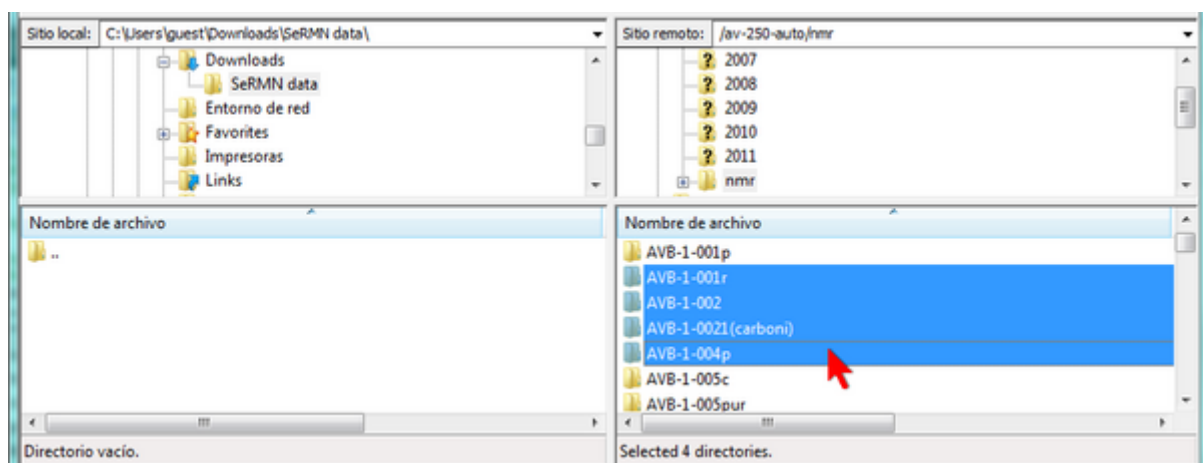 Sitio local: C:\Users\guest\Downloads\SeRMN data\
Downloads
SeRMN data
Entorno de red
Favorites
Impresoras
Links
Nombre de archivo
..
Directorio vacío.
Sitio remoto: /av-250-auto/nmr
? 2007
? 2008
? 2009
? 2010
? 2011
nmr
Nombre de archivo
AVB-1-001p
AVB-1-001r
AVB-1-002
AVB-1-0021(carboni)
AVB-1-004p
AVB-1-005c
AVB-1-005pur
Selected 4 directories.